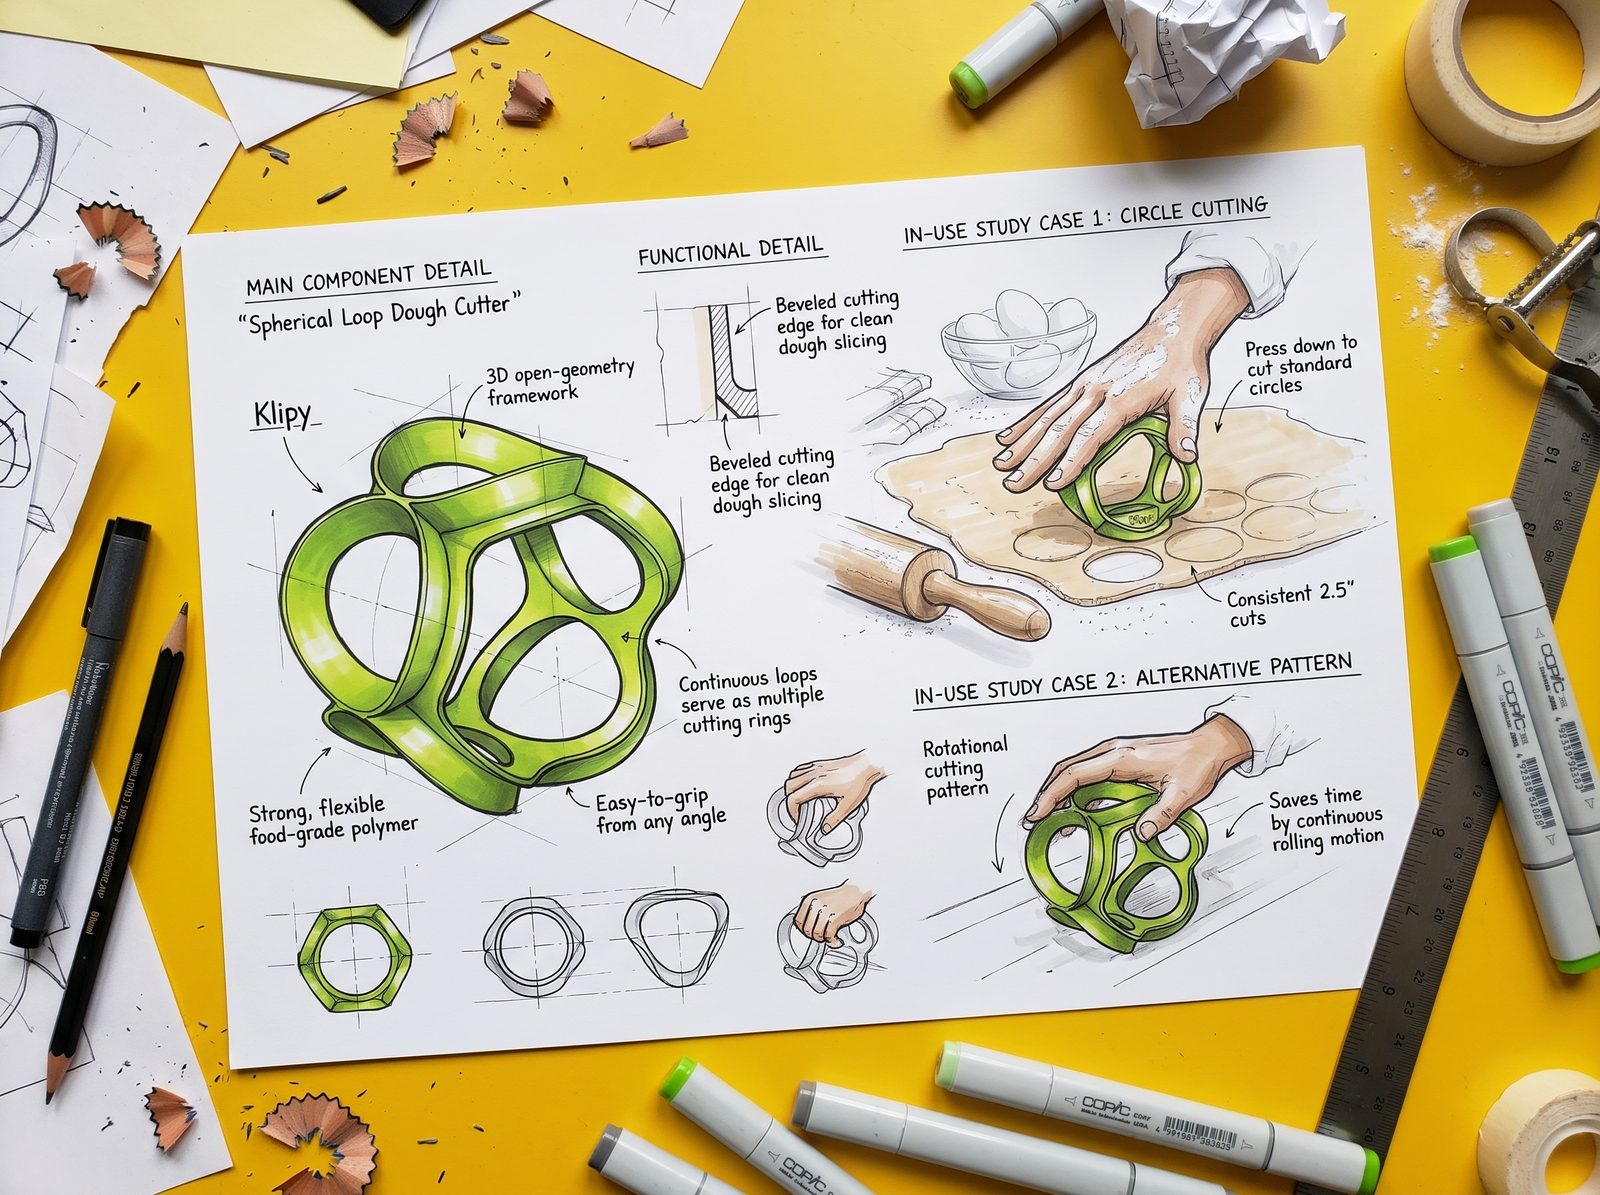 MAIN COMPONENT DETAIL
"Spherical Loop Dough Cutter"
Klipy
3D open-geometry
framework
Continuous loops
serve as multiple
cutting rings
Strong, flexible
food-grade polymer
Easy-to-grip
from any angle
FUNCTIONAL DETAIL
Beveled cutting
edge for clean
dough slicing
Beveled cutting
edge for clean
dough slicing
IN-USE STUDY CASE 1: CIRCLE CUTTING
Press down to
cut standard
circles
Consistent 2.5"
cuts
IN-USE STUDY CASE 2: ALTERNATIVE PATTERN
Rotational
cutting
pattern
Saves time
by continuous
rolling motion
COPIC
COPIC
COPIC
COPIC